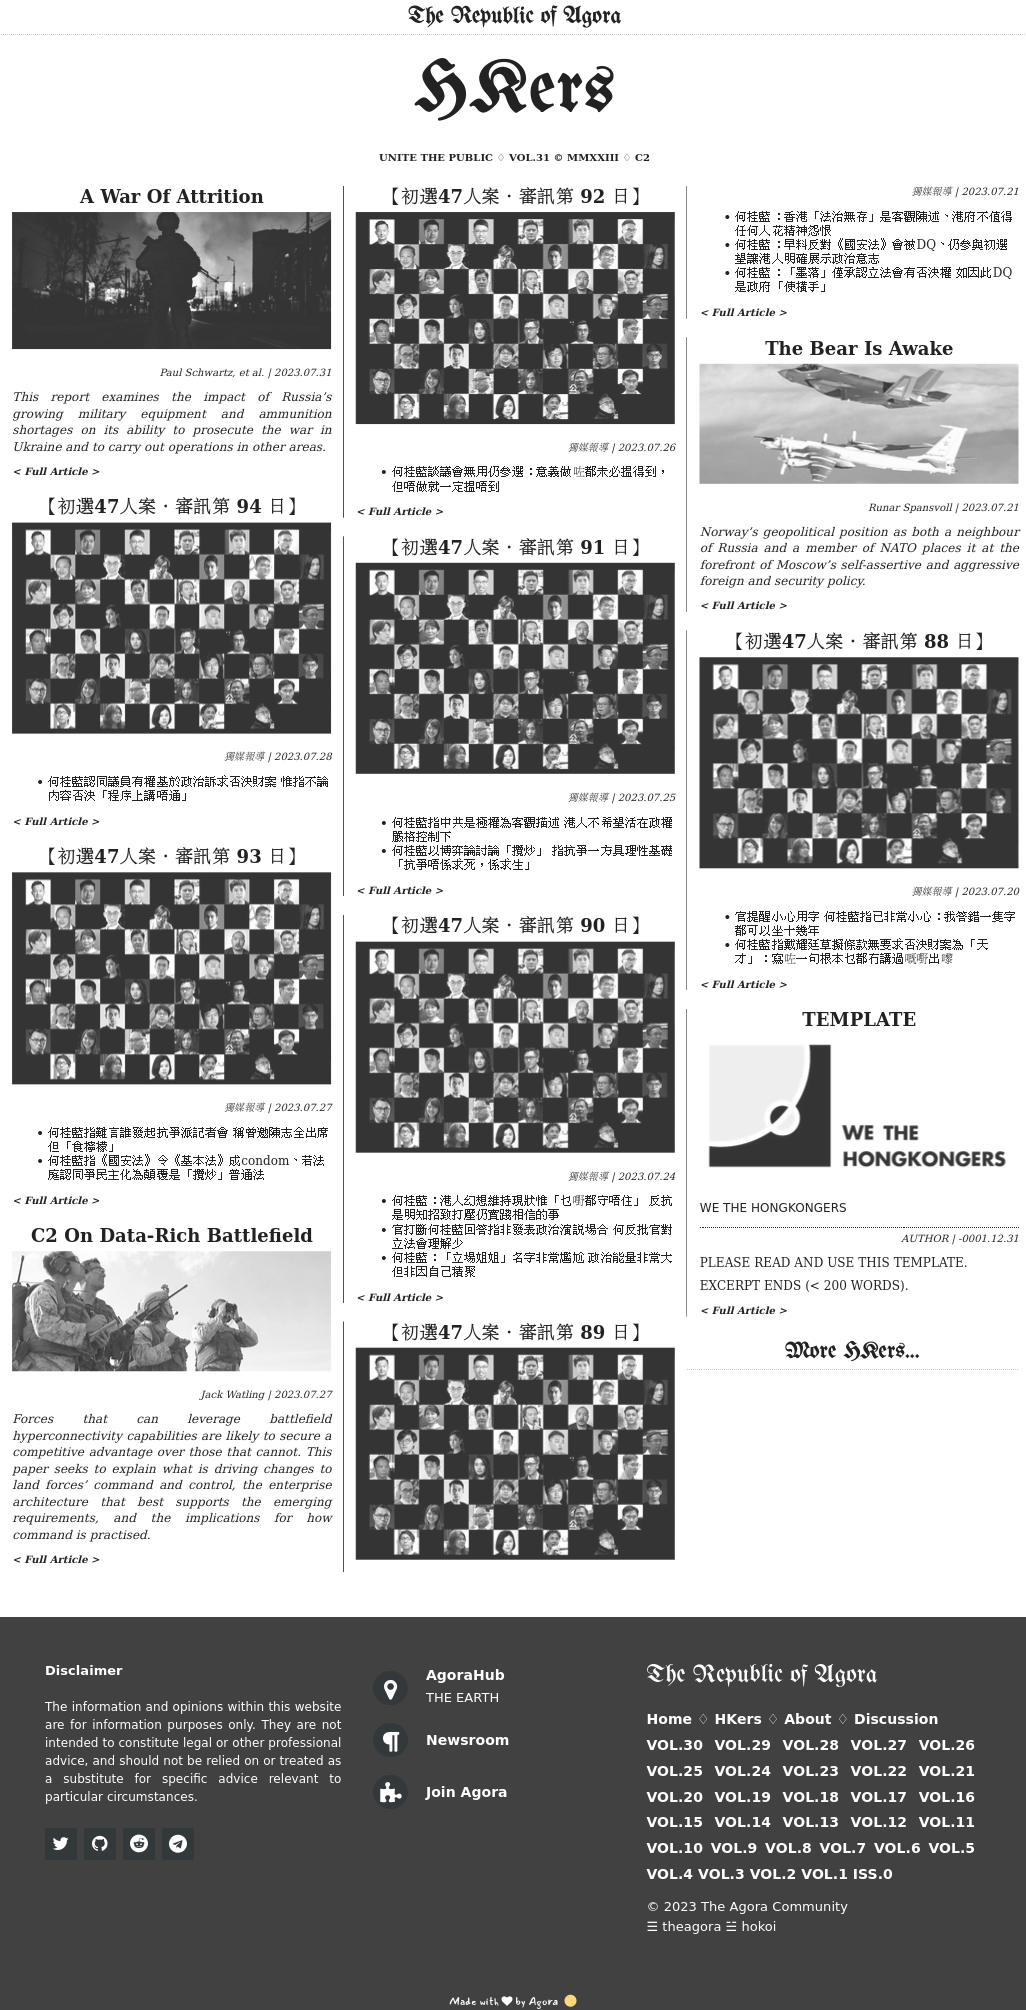 The Republic of Agora
HKers
UNITE THE PUBLIC ♢ VOL.31 © MMXXIII ♢ C2
A War Of Attrition
Paul Schwartz, et al. | 2023.07.31
This report examines the impact of Russia’s
growing military equipment and ammunition
shortages on its ability to prosecute the war in
Ukraine and to carry out operations in other areas.
< Full Article >
【初選47人案・審訊第 94 日】
獨媒報導 | 2023.07.28
• 何桂藍認同議員有權基於政治訴求否決財案 惟指不論
內容否決「程序上講唔通」
< Full Article >
【初選47人案・審訊第 93 日】
獨媒報導 | 2023.07.27
• 何桂藍指難言誰發起抗爭派記者會 稱曾邀陳志全出席
但「食檸檬」
• 何桂藍指《國安法》令《基本法》成condom、若法
庭認同爭民主化為顛覆是「攬炒」普通法
< Full Article >
C2 On Data-Rich Battlefield
Jack Watling | 2023.07.27
Forces that can leverage battlefield
hyperconnectivity capabilities are likely to secure a
competitive advantage over those that cannot. This
paper seeks to explain what is driving changes to
land forces’ command and control, the enterprise
architecture that best supports the emerging
requirements, and the implications for how
command is practised.
< Full Article >
【初選47人案・審訊第 92 日】
獨媒報導 | 2023.07.26
• 何桂藍談議會無用仍參選：意義做咗都未必搵得到，
但唔做就一定搵唔到
< Full Article >
【初選47人案・審訊第 91 日】
獨媒報導 | 2023.07.25
• 何桂藍指中共是極權為客觀描述 港人不希望活在政權
嚴格控制下
• 何桂藍以博弈論討論「攬炒」 指抗爭一方具理性基礎
「抗爭唔係求死，係求生」
< Full Article >
【初選47人案・審訊第 90 日】
獨媒報導 | 2023.07.24
• 何桂藍：港人幻想維持現狀惟「乜嘢都守唔住」 反抗
是明知招致打壓仍實踐相信的事
• 官打斷何桂藍回答指非發表政治演說場合 何反批官對
立法會理解少
• 何桂藍：「立場姐姐」名字非常尷尬 政治能量非常大
但非因自己積聚
< Full Article >
【初選47人案・審訊第 89 日】
獨媒報導 | 2023.07.21
• 何桂藍：香港「法治無存」是客觀陳述、港府不值得
任何人花精神怨恨
• 何桂藍：早料反對《國安法》會被DQ、仍參與初選
望讓港人明確展示政治意志
• 何桂藍：「墨落」僅承認立法會有否決權 如因此DQ
是政府「使橫手」
< Full Article >
The Bear Is Awake
Runar Spansvoll | 2023.07.21
Norway’s geopolitical position as both a neighbour
of Russia and a member of NATO places it at the
forefront of Moscow’s self-assertive and aggressive
foreign and security policy.
< Full Article >
【初選47人案・審訊第 88 日】
獨媒報導 | 2023.07.20
• 官提醒小心用字 何桂藍指已非常小心：我答錯一隻字
都可以坐十幾年
• 何桂藍指戴耀廷草擬條款無要求否決財案為「天
才」：寫咗一句根本乜都冇講過嘅嘢出嚟
< Full Article >
TEMPLATE
WE THE
HONGKONGERS
WE THE HONGKONGERS
AUTHOR | -0001.12.31
PLEASE READ AND USE THIS TEMPLATE.
EXCERPT ENDS (< 200 WORDS).
< Full Article >
More HKers...
Disclaimer
The information and opinions within this website
are for information purposes only. They are not
intended to constitute legal or other professional
advice, and should not be relied on or treated as
a substitute for specific advice relevant to
particular circumstances.
AgoraHub
THE EARTH
Newsroom
Join Agora
The Republic of Agora
Home ♢ HKers ♢ About ♢ Discussion
VOL.30 VOL.29 VOL.28 VOL.27 VOL.26
VOL.25 VOL.24 VOL.23 VOL.22 VOL.21
VOL.20 VOL.19 VOL.18 VOL.17 VOL.16
VOL.15 VOL.14 VOL.13 VOL.12 VOL.11
VOL.10 VOL.9 VOL.8 VOL.7 VOL.6 VOL.5
VOL.4 VOL.3 VOL.2 VOL.1 ISS.0
© 2023 The Agora Community
☰ theagora ☱ hokoi
Made with ♥ by Agora